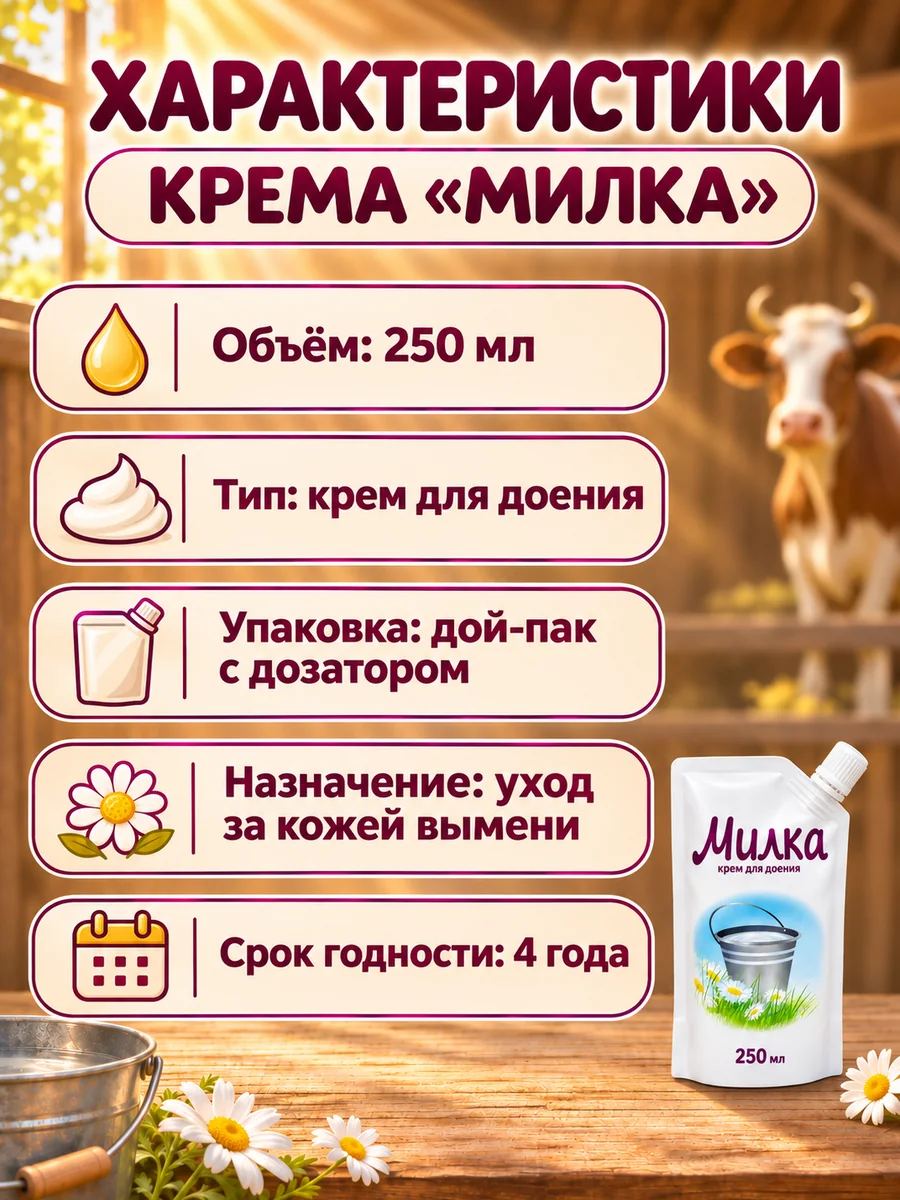 ХАРАКТЕРИСТИКИ
КРЕМА «МИЛКА»
Объём: 250 мл
Тип: крем для доения
Упаковка: дой-пак
с дозатором
Назначение: уход
за кожей вымени
Срок годности: 4 года
Милка
крем для доения
250 мл